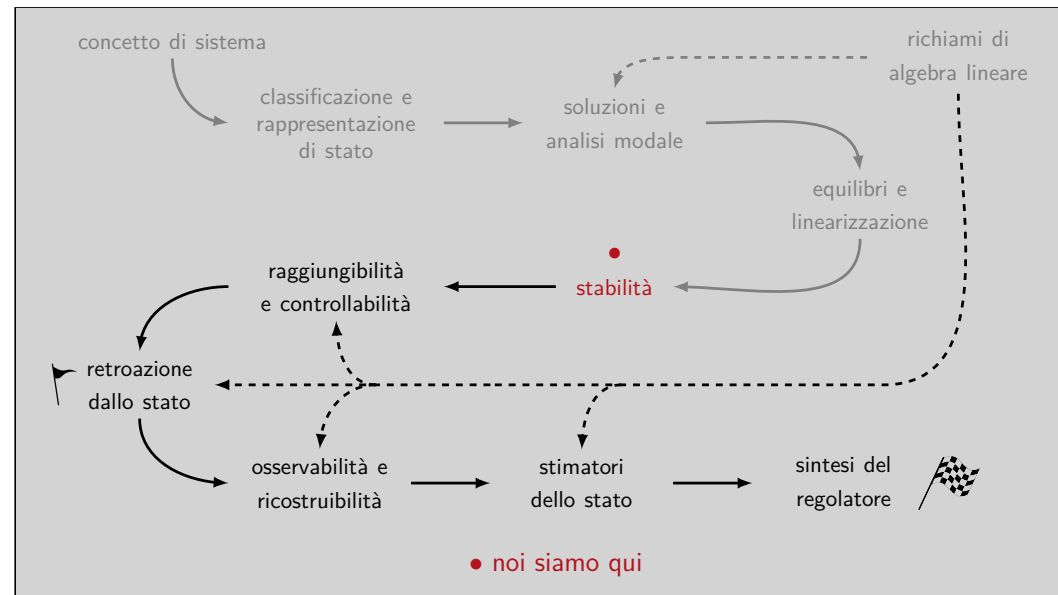 concetto di sistema
richiami di
algebra lineare
classificazione e
rappresentazione
di stato
soluzioni e
analisi modale
equilibri e
linearizzazione
stabilità
raggiungibilità
e controllabilità
retroazione
dallo stato
osservabilità e
ricostruibilità
stimatori
dello stato
sintesi del
regolatore
noi siamo qui